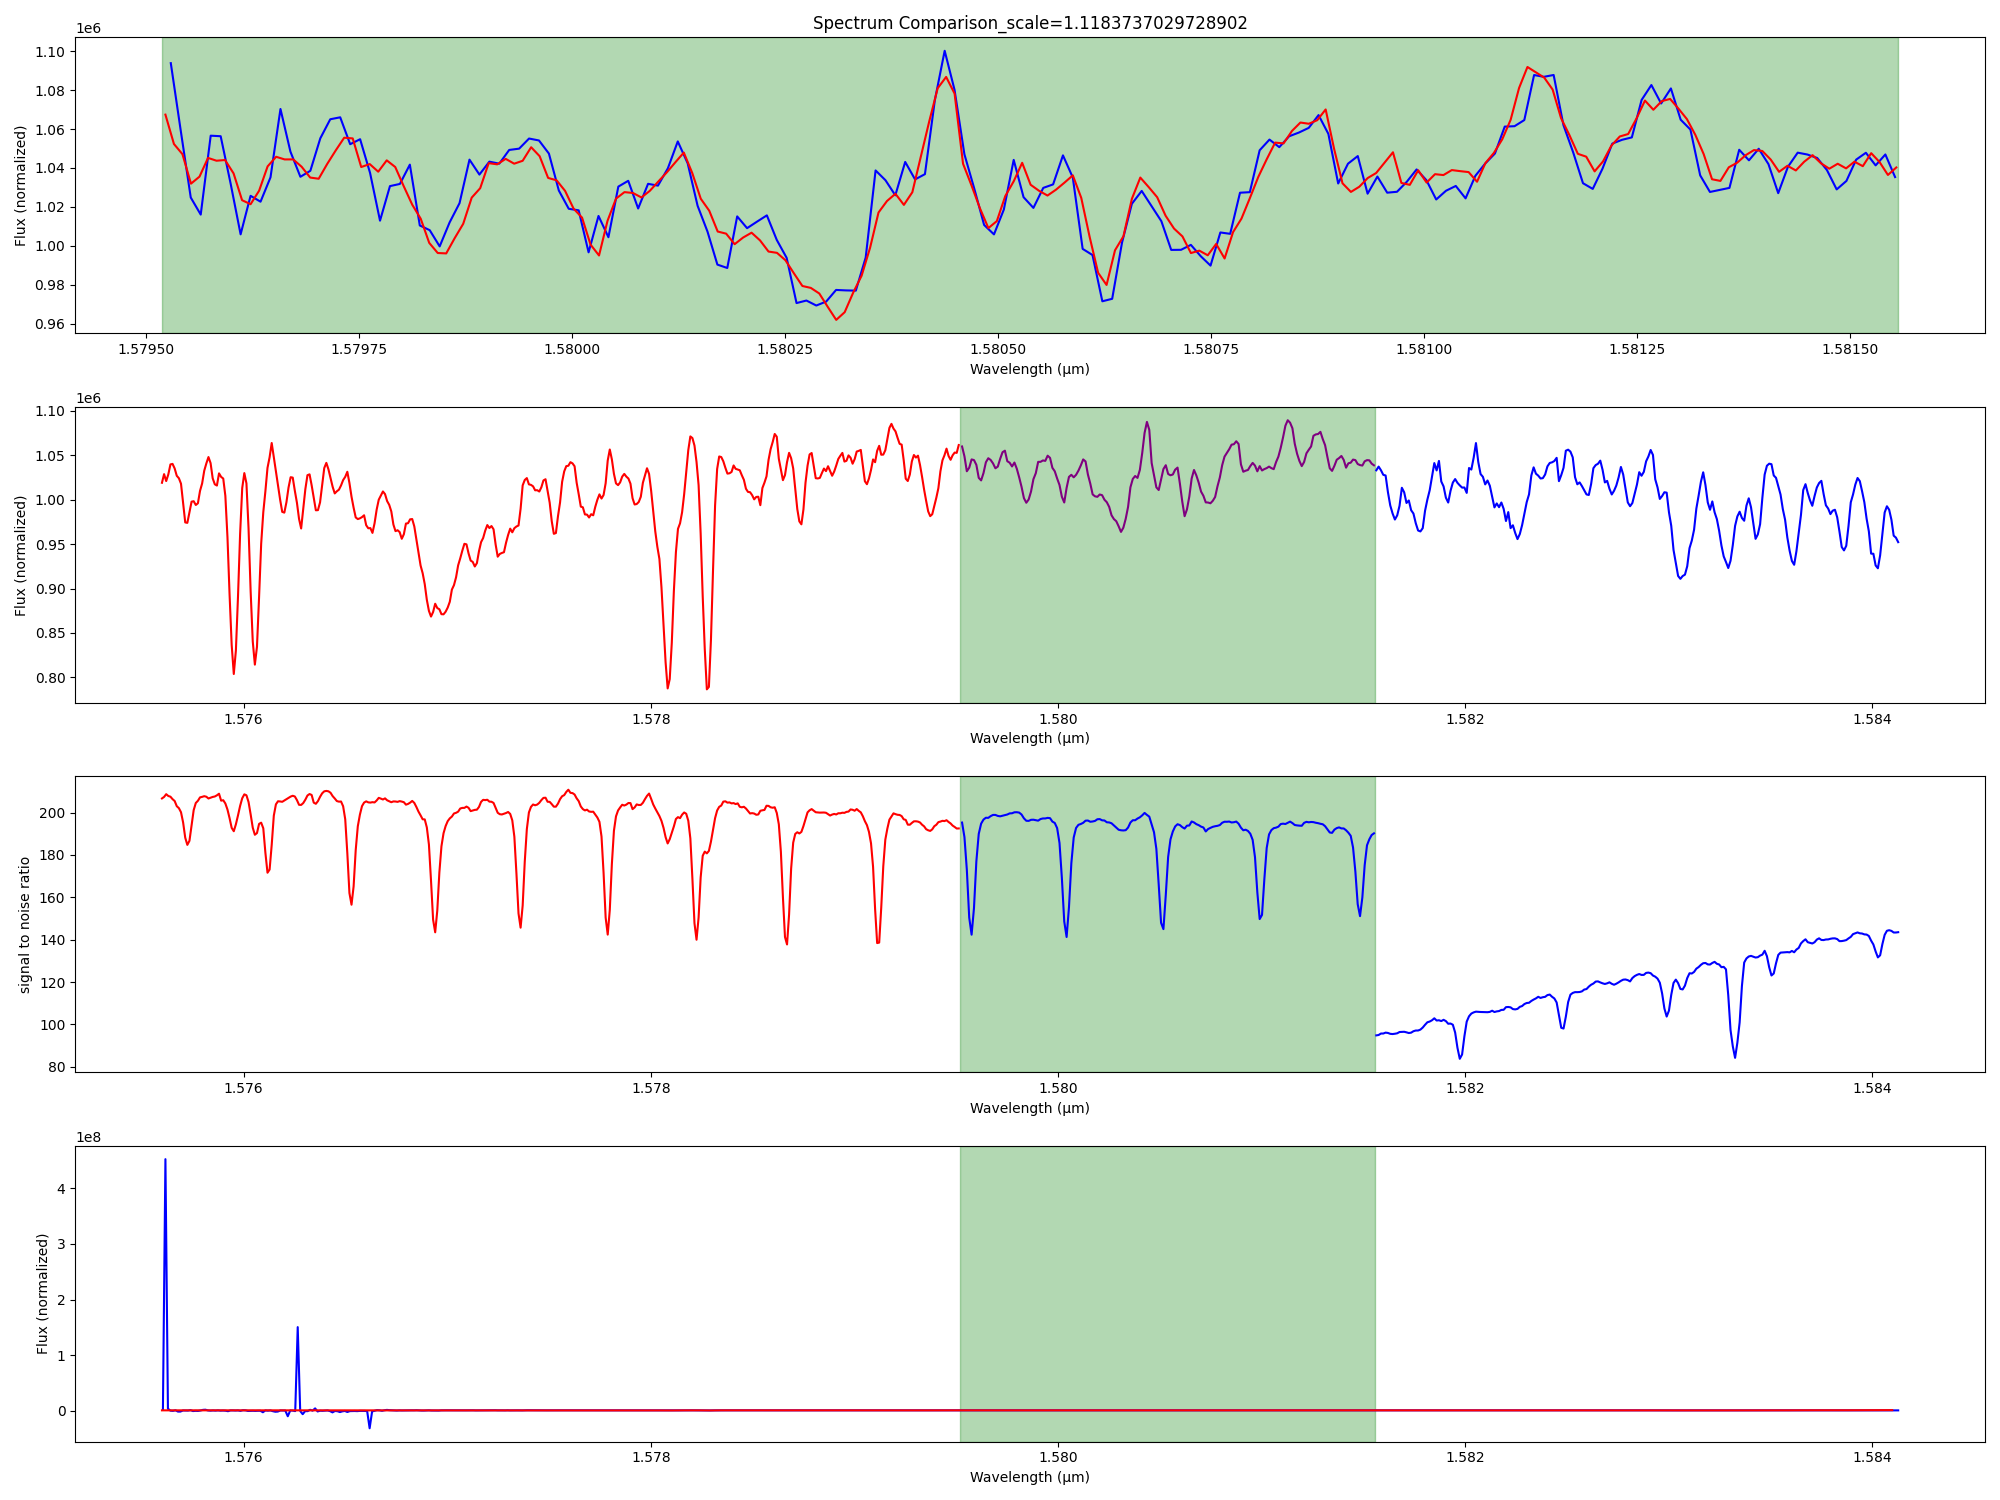 Spectrum Comparison_scale=1.1183737029728902
1e6
Flux (normalized)
1.10
1.08
1.06
1.04
1.02
1.00
0.98
0.96
1.57950 1.57975 1.58000 1.58025 1.58050 1.58075 1.58100 1.58125 1.58150
Wavelength (µm)
1e6
Flux (normalized)
1.10
1.05
1.00
0.95
0.90
0.85
0.80
1.576 1.578 1.580 1.582 1.584
Wavelength (µm)
signal to noise ratio
200
180
160
140
120
100
80
1.576 1.578 1.580 1.582 1.584
Wavelength (µm)
1e8
Flux (normalized)
4
3
2
1
0
1.576 1.578 1.580 1.582 1.584
Wavelength (µm)